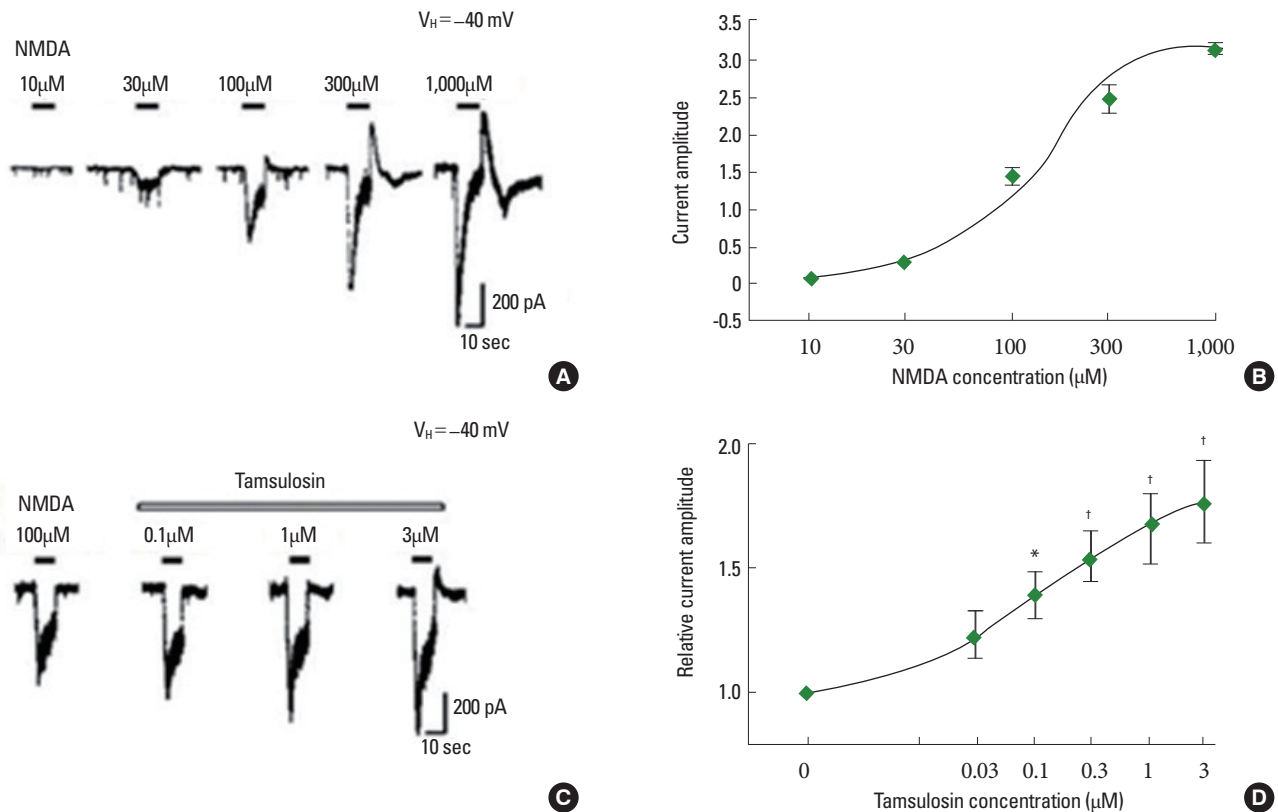 V_H=–40 mV
NMDA
10µM 30µM 100µM 300µM 1,000µM
200 pA
10 sec
A
3.5
3.0
2.5
2.0
1.5
1.0
0.5
0
-0.5
Current amplitude
10 30 100 300 1,000
NMDA concentration (µM)
B
V_H=–40 mV
Tamsulosin
NMDA
100µM 0.1µM 1µM 3µM
200 pA
10 sec
C
2.0
1.5
1.0
Relative current amplitude
* † † †
0 0.03 0.1 0.3 1 3
Tamsulosin concentration (µM)
D